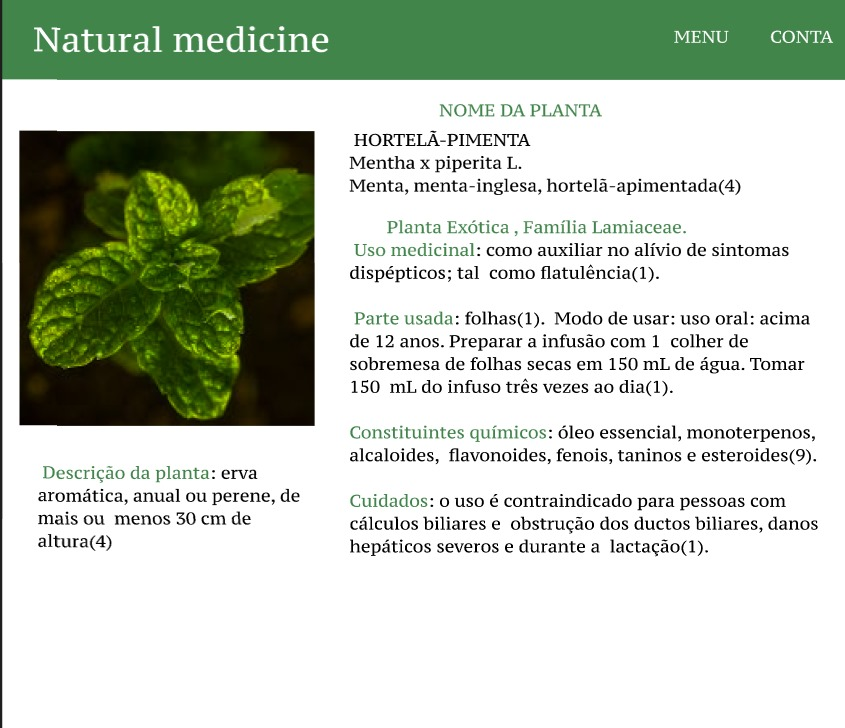 Natural medicine
MENU
CONTA
NOME DA PLANTA
HORTELÃ-PIMENTA
Mentha x piperita L.
Menta, menta-inglesa, hortelã-apimentada(4)
Planta Exótica , Família Lamiaceae.
Uso medicinal: como auxiliar no alívio de sintomas
dispépticos; tal  como flatulência(1).
Parte usada: folhas(1).  Modo de usar: uso oral: acima
de 12 anos. Preparar a infusão com 1  colher de
sobremesa de folhas secas em 150 mL de água. Tomar
150  mL do infuso três vezes ao dia(1).
Constituintes químicos: óleo essencial, monoterpenos,
alcaloides,  flavonoides, fenois, taninos e esteroides(9).
Cuidados: o uso é contraindicado para pessoas com
cálculos biliares e  obstrução dos ductos biliares, danos
hepáticos severos e durante a  lactação(1).
Descrição da planta: erva
aromática, anual ou perene, de
mais ou  menos 30 cm de
altura(4)